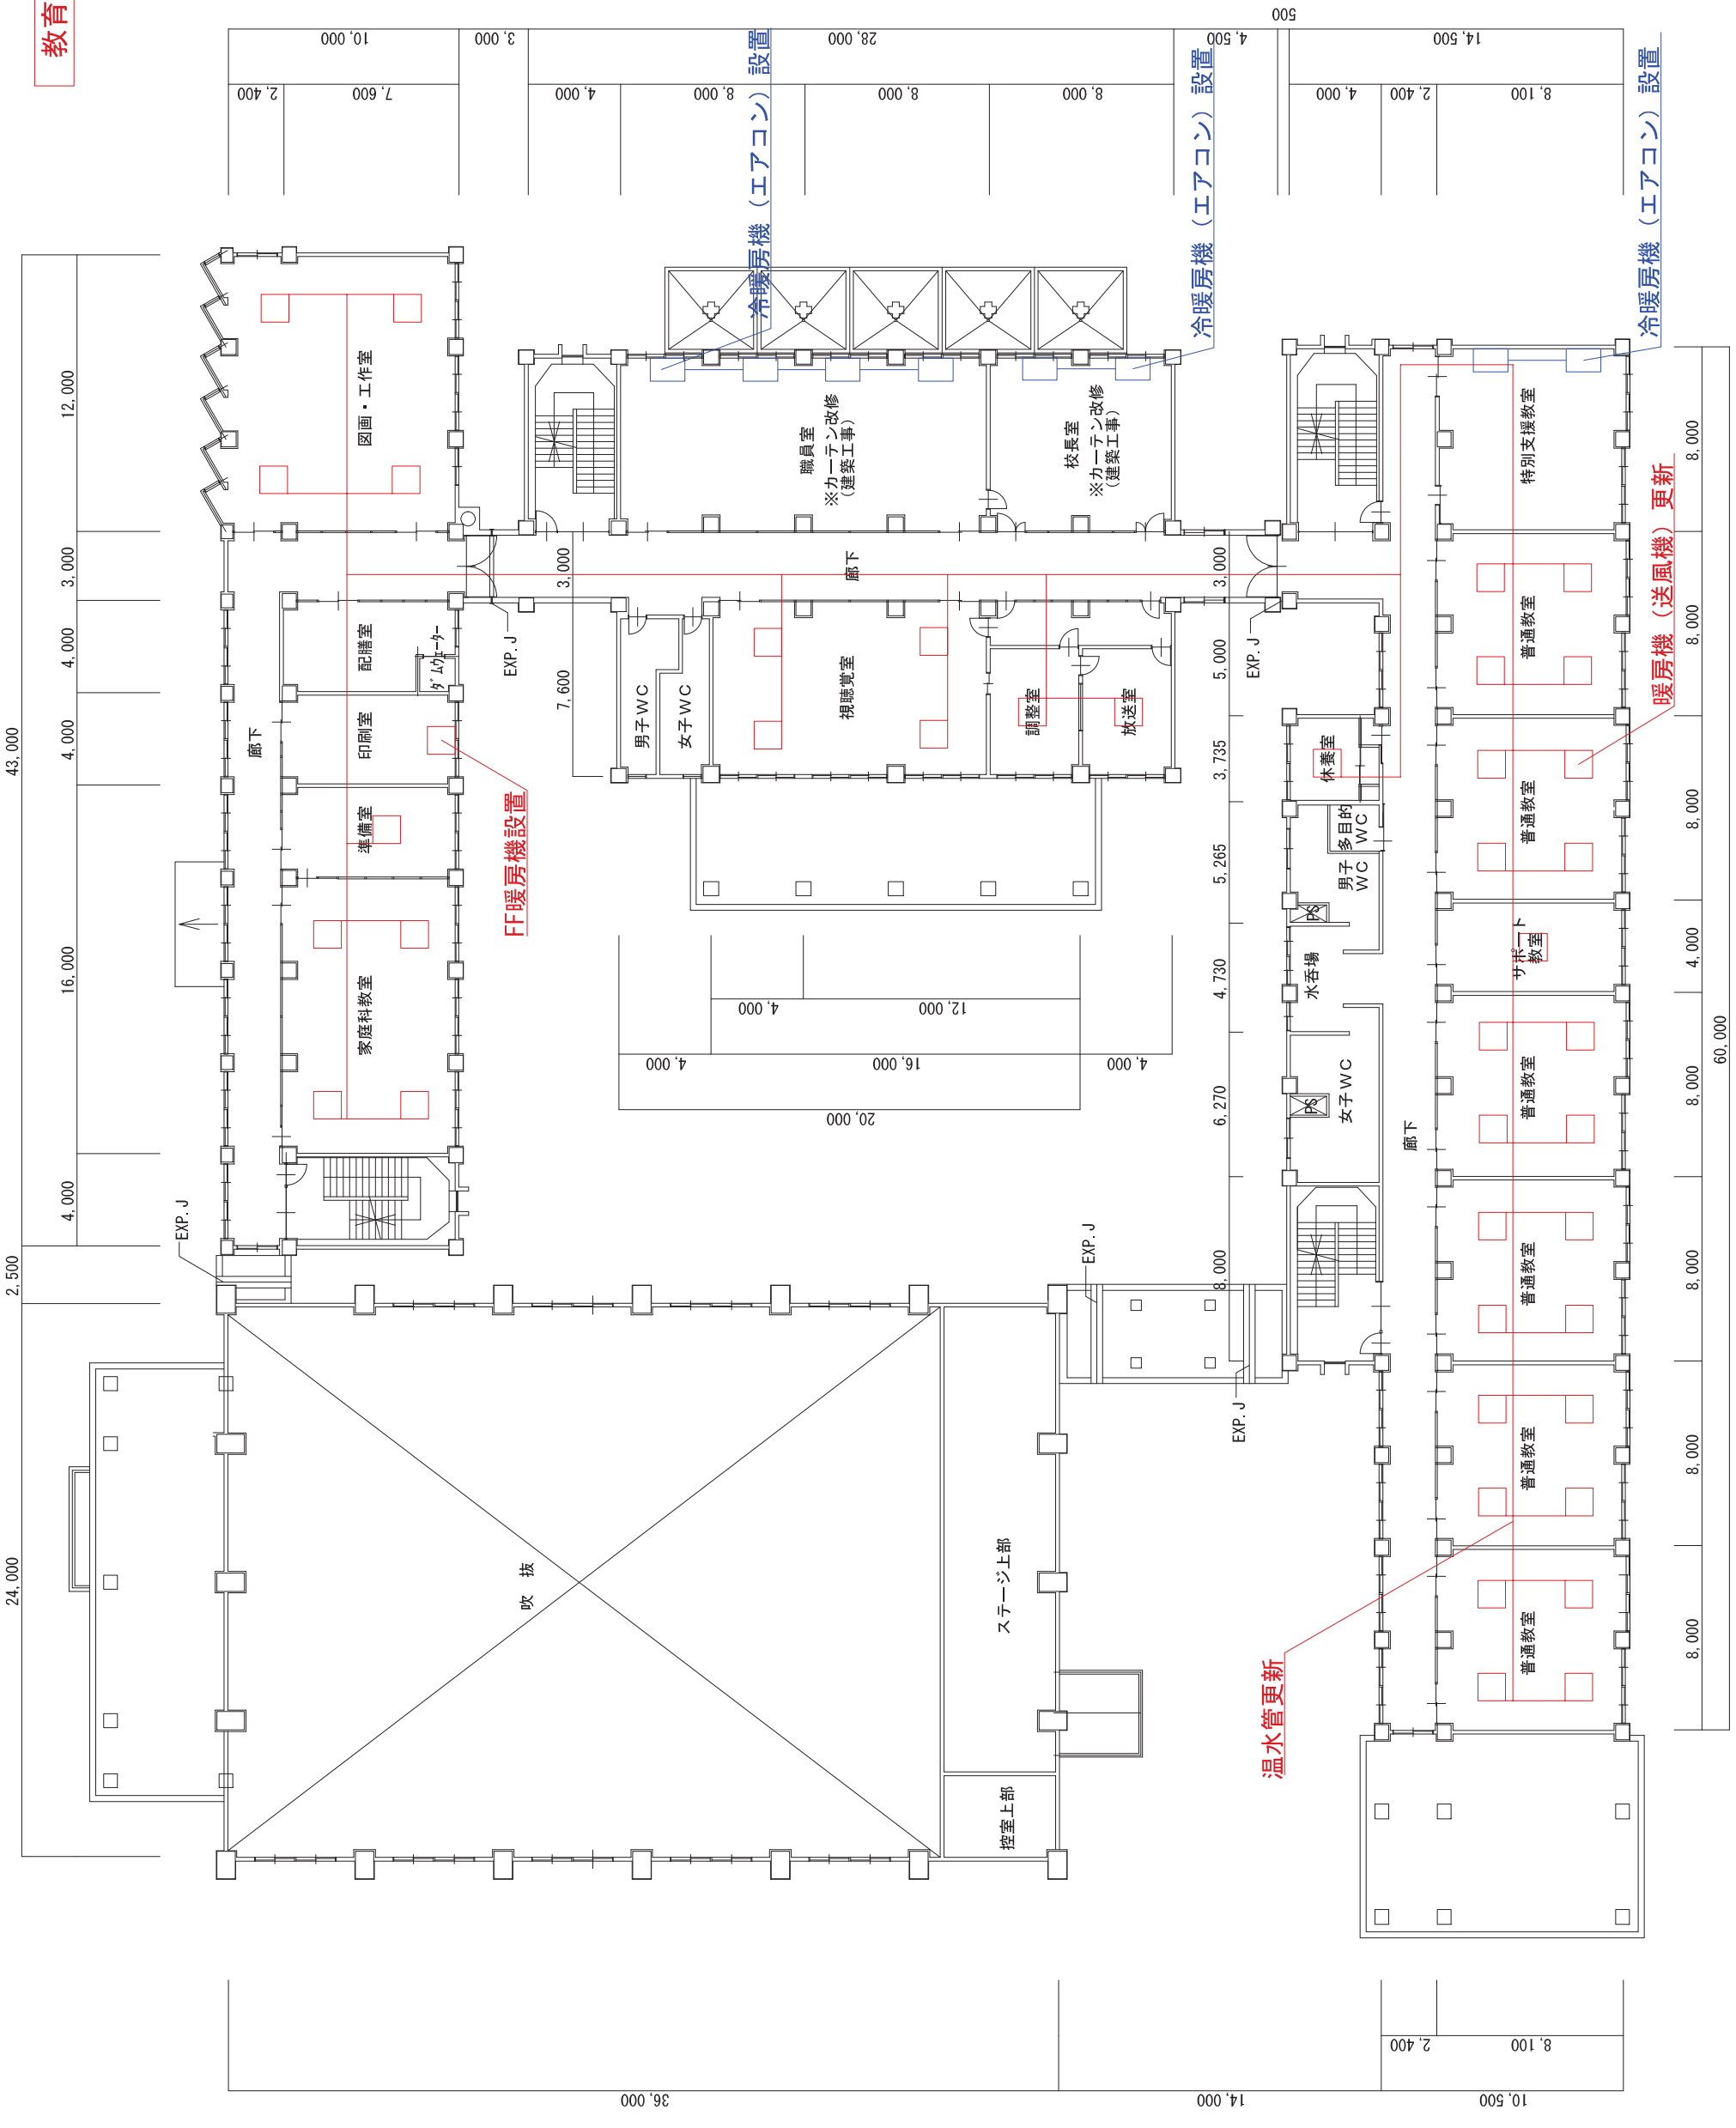 教育
500
10,000
3,000
28,000
4,500
14,500
2,400
7,600
4,000
8,000
8,000
8,000
4,000
2,400
8,100
冷暖房機（エアコン）設置
冷暖房機（エアコン）設置
冷暖房機（エアコン）設置
43,000
2,500
24,000
12,000
3,000
4,000
4,000
16,000
4,000
図画・工作室
配膳室
ﾀﾞﾑｳｪｰﾀｰ
印刷室
準備室
家庭科教室
廊下
EXP.J
EXP.J
FF暖房機設置
職員室
※カーテン改修
（建築工事）
校長室
※カーテン改修
（建築工事）
廊下
3,000
7,600
男子WC
女子WC
視聴覚室
調整室
放送室
3,000
5,000
EXP.J
3,735
5,265
4,730
6,270
8,000
4,000
12,000
4,000
16,000
4,000
20,000
休養室
多目的
WC
男子
WC
PS
水呑場
PS
女子WC
廊下
特別支援教室
普通教室
普通教室
サポート
教室
普通教室
普通教室
普通教室
普通教室
暖房機（送風機）更新
温水管更新
8,000
8,000
8,000
4,000
8,000
8,000
8,000
8,000
60,000
EXP.J
EXP.J
吹　抜
ステージ上部
控室上部
36,000
14,000
2,400
8,100
10,500